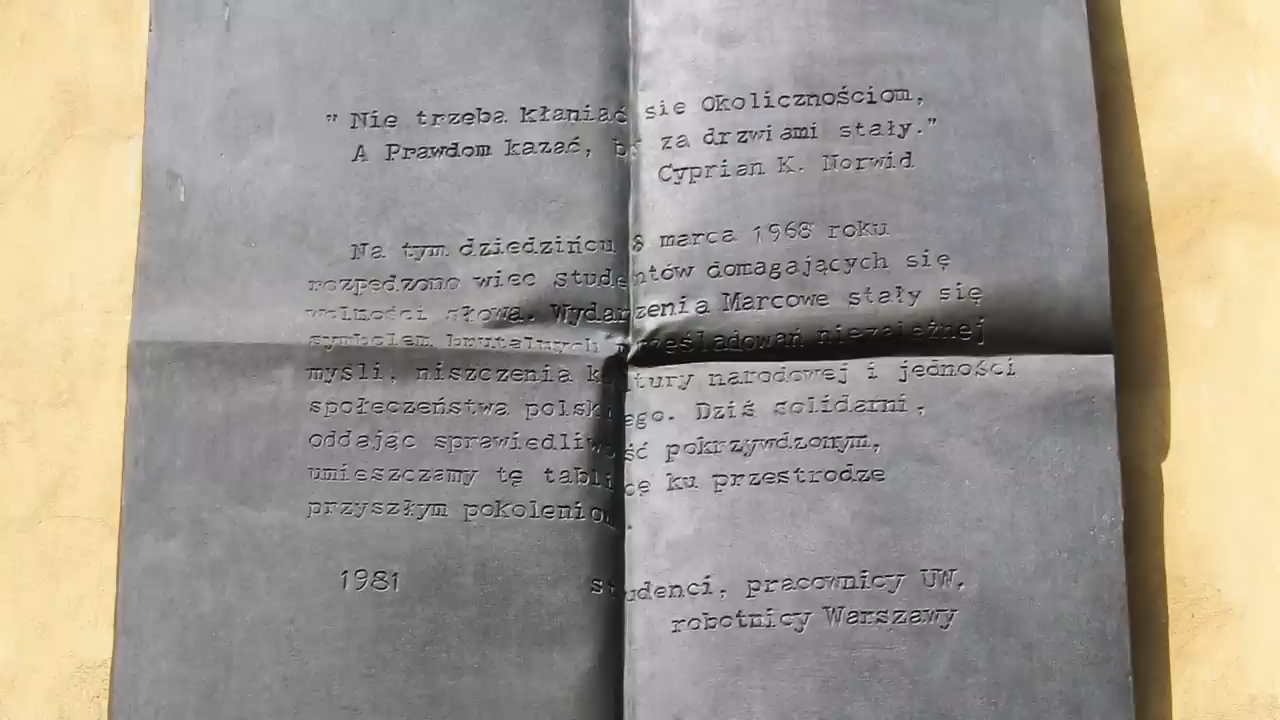 " Nie trzeba kłaniać sie Okolicznościom,
A Prawdom kazać, by za drzwiami stały."
Cyprian K. Norwid
Na tym dziedzińcu 8 marca 1968 roku
rozpędzono wiec studentów domagających się
wolności słowa. Wydarzenia Marcowe stały się
symbolem brutalnych prześladowań niezależnej
myśli, niszczenia kultury narodowej i jedności
społeczeństwa polskiego. Dziś solidarni,
oddając sprawiedliwość pokrzywdzonym,
umieszczamy tę tablicę ku przestrodze
przyszłym pokoleniom.
1981 studenci, pracownicy UW,
robotnicy Warszawy